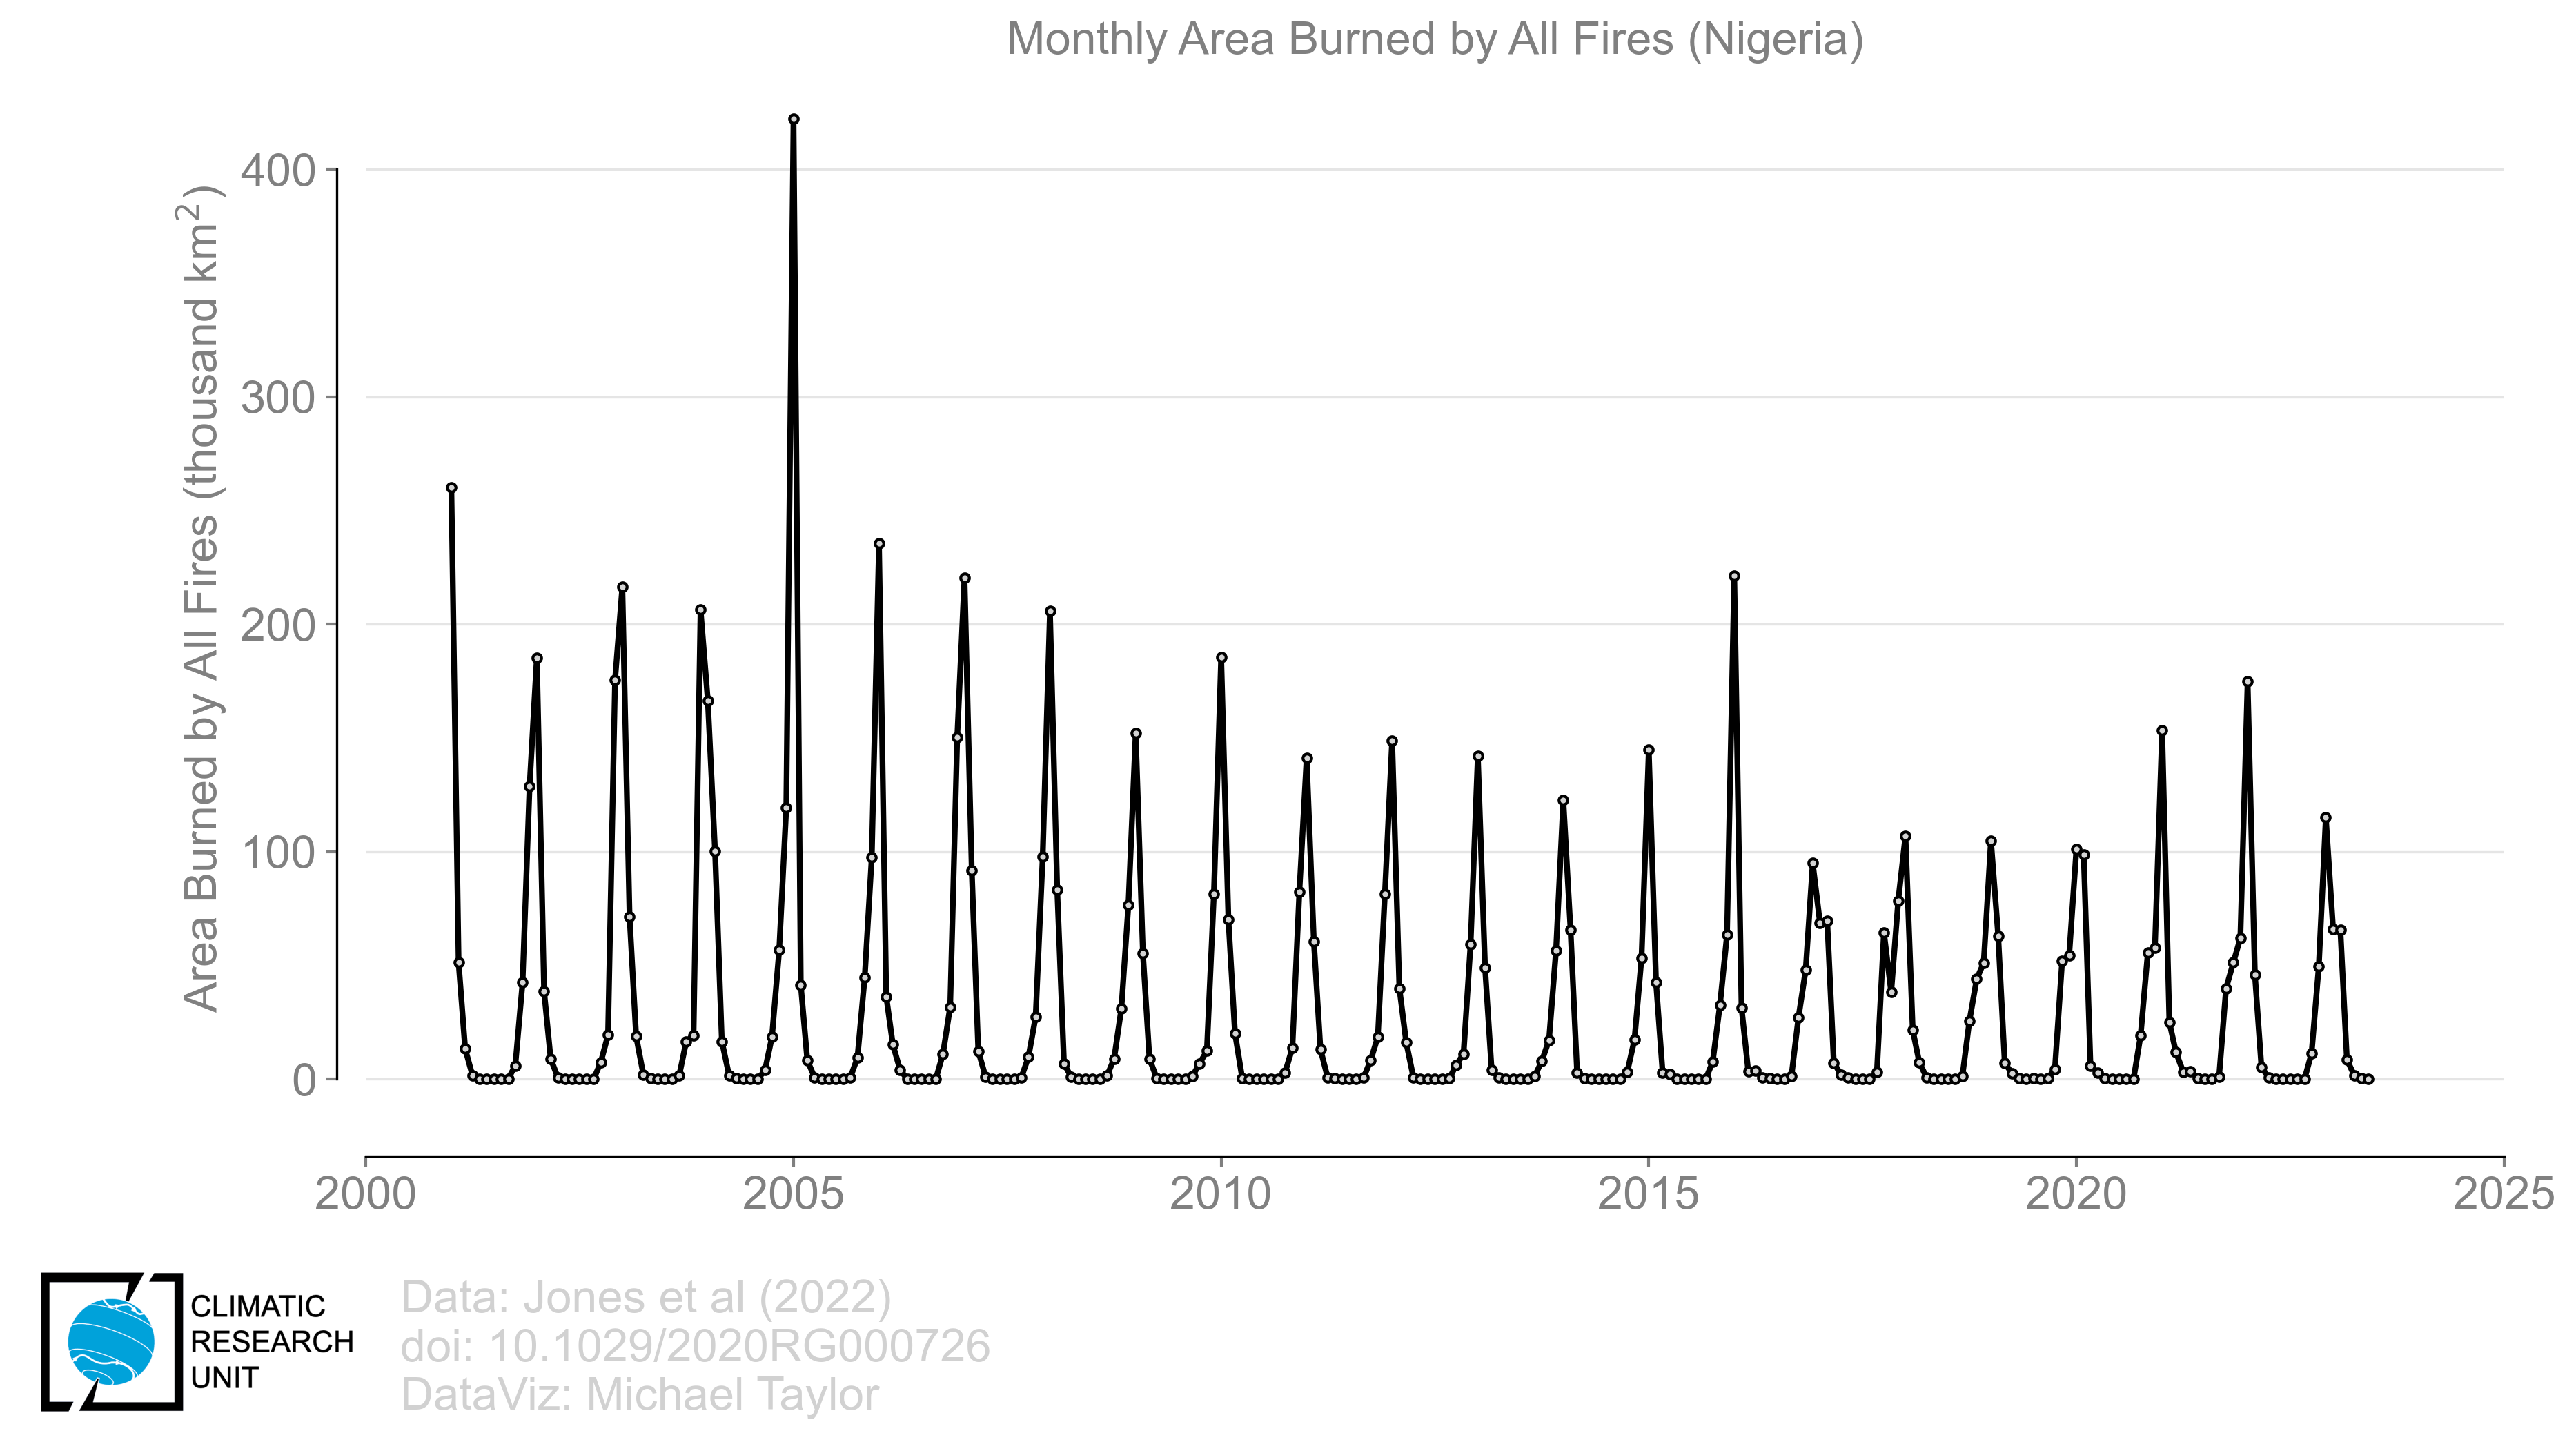 Monthly Area Burned by All Fires (Nigeria)
Area Burned by All Fires (thousand km²)
400
300
200
100
0
2000 2005 2010 2015 2020 2025
CLIMATIC
RESEARCH
UNIT
Data: Jones et al (2022)
doi: 10.1029/2020RG000726
DataViz: Michael Taylor